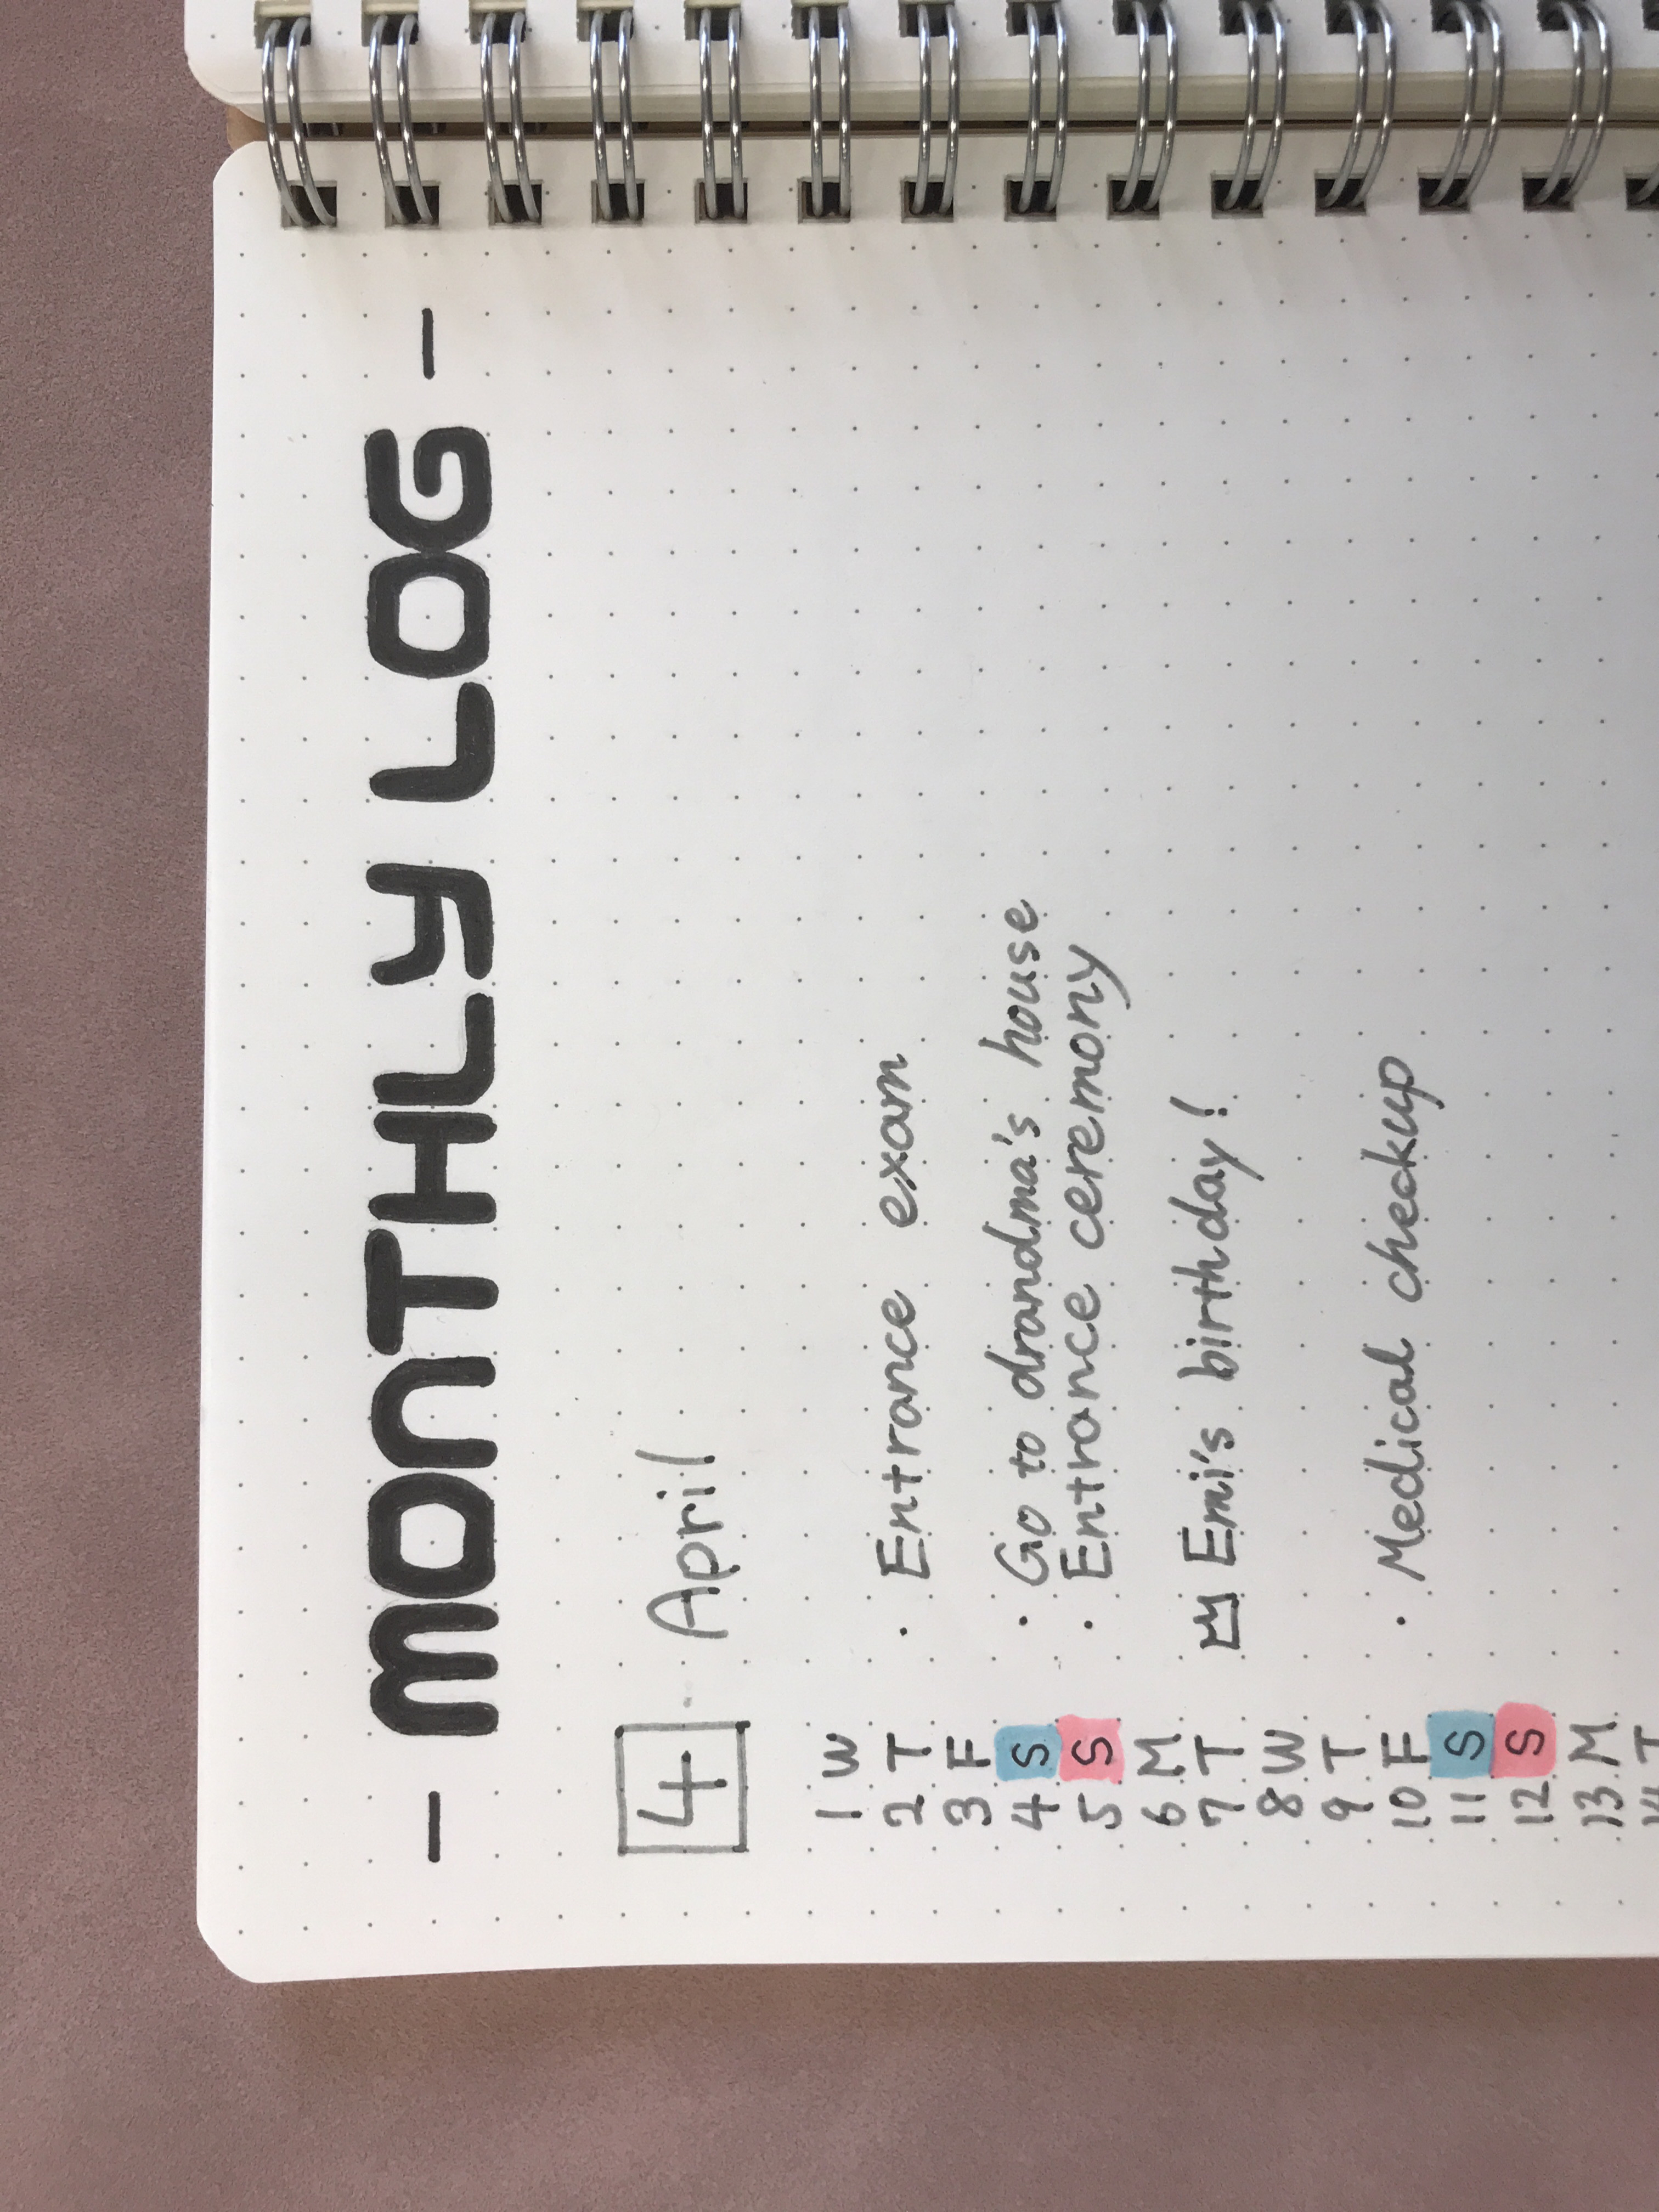 - MONTHLY LOG -
4 April
1 W
2 T · Entrance exam
3 F
4 S · Go to drandma's house
5 S · Entrance ceremony
6 M
7 T Emi's birthday!
8 W
9 T
10 F · Medical checkup
11 S
12 S
13 M
14 T